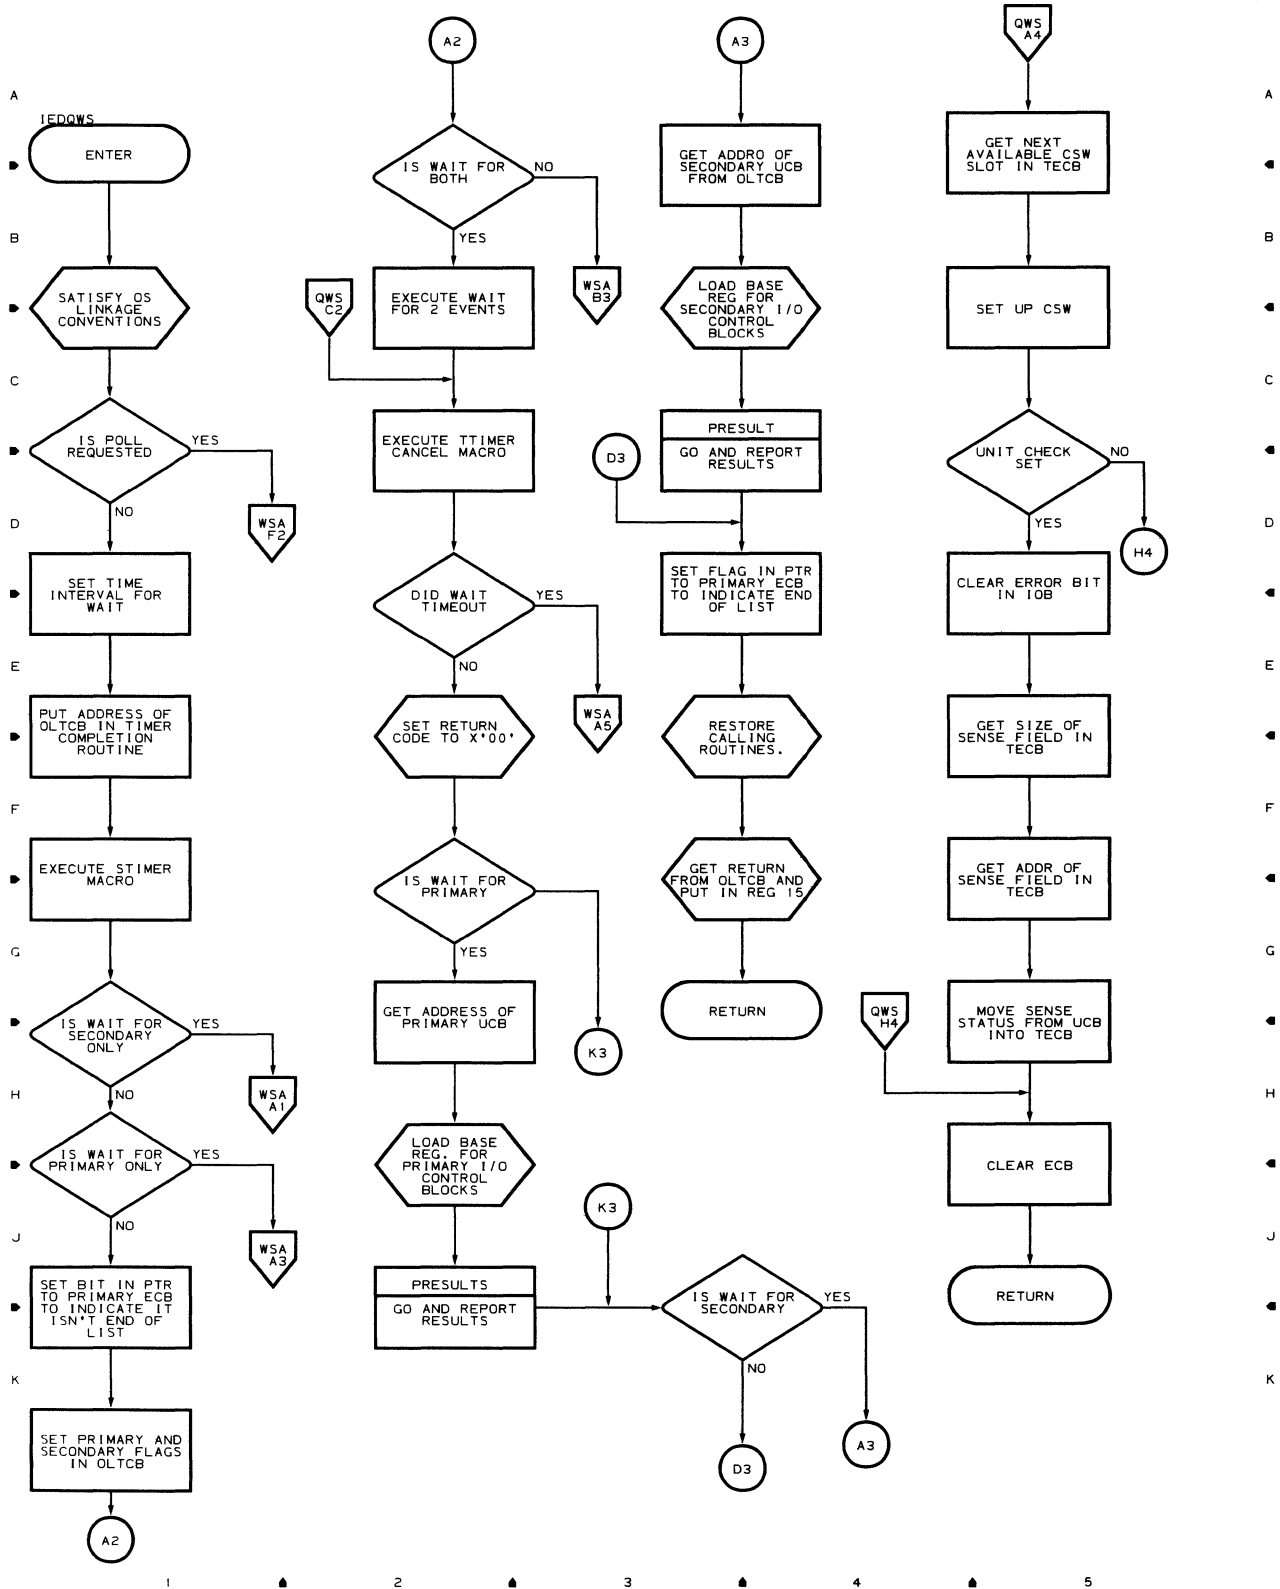 A
IEDQWS
ENTER
SATISFY OS
LINKAGE
CONVENTIONS
IS POLL
REQUESTED
YES
WSA
F2
NO
SET TIME
INTERVAL FOR
WAIT
PUT ADDRESS OF
OLTCB IN TIMER
COMPLETION
ROUTINE
EXECUTE STIMER
MACRO
IS WAIT FOR
SECONDARY
ONLY
YES
WSA
A1
NO
IS WAIT FOR
PRIMARY ONLY
YES
WSA
A3
NO
SET BIT IN PTR
TO PRIMARY ECB
TO INDICATE IT
ISN'T END OF
LIST
SET PRIMARY AND
SECONDARY FLAGS
IN OLTCB
A2
A2
IS WAIT FOR
BOTH
NO
WSA
B3
YES
QWS
C2
EXECUTE WAIT
FOR 2 EVENTS
EXECUTE TTIMER
CANCEL MACRO
DID WAIT
TIMEOUT
YES
WSA
A5
NO
SET RETURN
CODE TO X'00'
IS WAIT FOR
PRIMARY
K3
YES
GET ADDRESS OF
PRIMARY UCB
LOAD BASE
REG. FOR
PRIMARY I/O
CONTROL
BLOCKS
PRESULTS
GO AND REPORT
RESULTS
K3
IS WAIT FOR
SECONDARY
YES
A3
NO
D3
A3
GET ADDRO OF
SECONDARY UCB
FROM OLTCB
LOAD BASE
REG FOR
SECONDARY I/O
CONTROL
BLOCKS
PRESULT
GO AND REPORT
RESULTS
D3
SET FLAG IN PTR
TO PRIMARY ECB
TO INDICATE END
OF LIST
RESTORE
CALLING
ROUTINES.
GET RETURN
FROM OLTCB AND
PUT IN REG 15
RETURN
QWS
A4
GET NEXT
AVAILABLE CSW
SLOT IN TECB
SET UP CSW
UNIT CHECK
SET
NO
H4
YES
CLEAR ERROR BIT
IN IOB
GET SIZE OF
SENSE FIELD IN
TECB
GET ADDR OF
SENSE FIELD IN
TECB
MOVE SENSE
STATUS FROM UCB
INTO TECB
QWS
H4
CLEAR ECB
RETURN
B
C
D
E
F
G
H
J
K
A
B
C
D
E
F
G
H
J
K
1 2 3 4 5